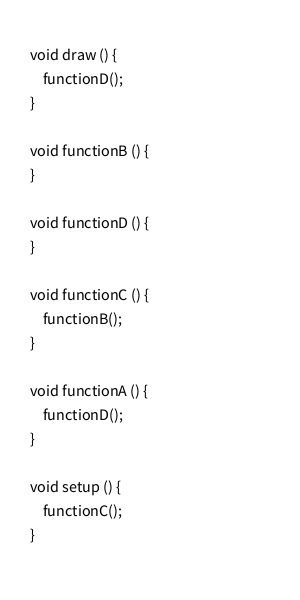 void draw () {
    functionD();
}

void functionB () {
}

void functionD () {
}

void functionC () {
    functionB();
}

void functionA () {
    functionD();
}

void setup () {
    functionC();
}